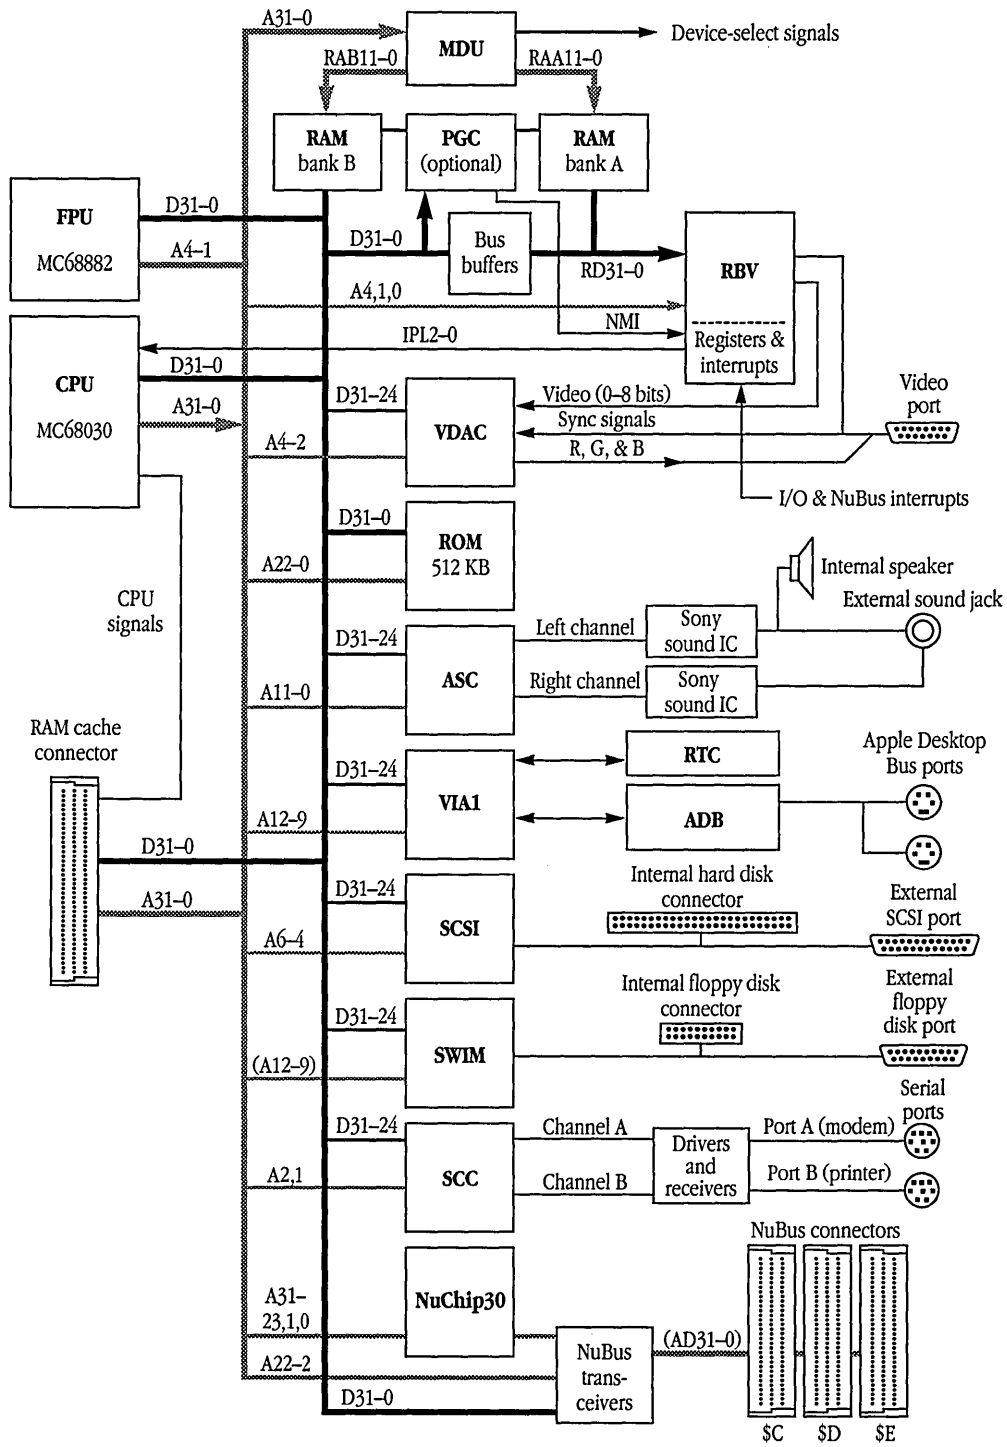 A31–0
MDU
Device-select signals
RAB11–0
RAA11–0
RAM
bank B
PGC
(optional)
RAM
bank A
FPU
MC68882
D31–0
A4–1
D31–0
Bus
buffers
RD31–0
RBV
A4,1,0
NMI
Registers &
interrupts
IPL2–0
CPU
MC68030
D31–0
A31–0
D31–24
A4–2
VDAC
Video (0–8 bits)
Sync signals
R, G, & B
Video
port
I/O & NuBus interrupts
D31–0
A22–0
ROM
512 KB
CPU
signals
Internal speaker
External sound jack
D31–24
A11–0
ASC
Left channel
Right channel
Sony
sound IC
Sony
sound IC
RAM cache
connector
D31–24
A12–9
VIA1
RTC
ADB
Apple Desktop
Bus ports
D31–0
A31–0
D31–24
A6–4
SCSI
Internal hard disk
connector
External
SCSI port
D31–24
(A12–9)
SWIM
Internal floppy disk
connector
External
floppy
disk port
D31–24
A2,1
SCC
Channel A
Channel B
Drivers
and
receivers
Port A (modem)
Port B (printer)
Serial
ports
A31–
23,1,0
NuChip30
A22–2
D31–0
NuBus
trans-
ceivers
(AD31–0)
NuBus connectors
$C
$D
$E